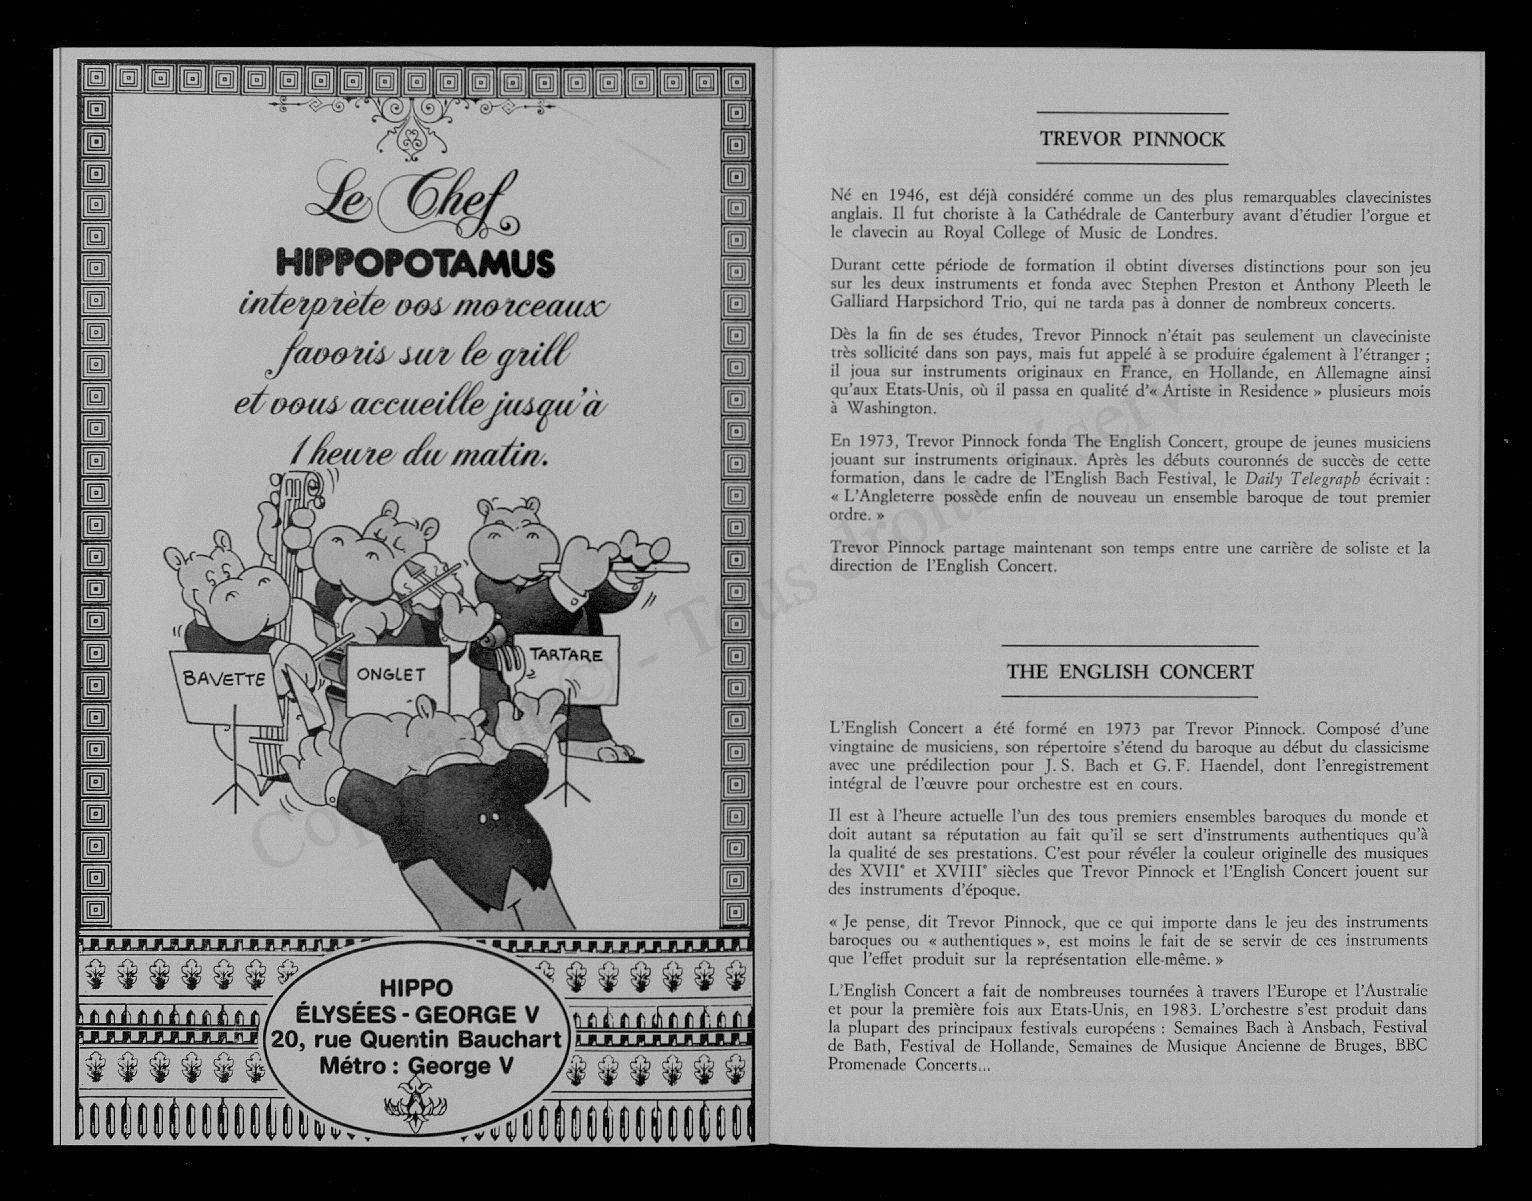 Le Chef
HIPPOPOTAMUS
interprète vos morceaux
favoris sur le grill
et vous accueille jusqu'à
1 heure du matin.
BAVETTE
ONGLET
TARTARE
HIPPO
ÉLYSÉES - GEORGE V
20, rue Quentin Bauchart
Métro : George V
TREVOR PINNOCK
Né en 1946, est déjà considéré comme un des plus remarquables clavecinistes
anglais. Il fut choriste à la Cathédrale de Canterbury avant d'étudier l'orgue et
le clavecin au Royal College of Music de Londres.
Durant cette période de formation il obtint diverses distinctions pour son jeu
sur les deux instruments et fonda avec Stephen Preston et Anthony Pleeth le
Galliard Harpsichord Trio, qui ne tarda pas à donner de nombreux concerts.
Dès la fin de ses études, Trevor Pinnock n'était pas seulement un claveciniste
très sollicité dans son pays, mais fut appelé à se produire également à l'étranger ;
il joua sur instruments originaux en France, en Hollande, en Allemagne ainsi
qu'aux Etats-Unis, où il passa en qualité d'« Artiste in Residence » plusieurs mois
à Washington.
En 1973, Trevor Pinnock fonda The English Concert, groupe de jeunes musiciens
jouant sur instruments originaux. Après les débuts couronnés de succès de cette
formation, dans le cadre de l'English Bach Festival, le Daily Telegraph écrivait :
« L'Angleterre possède enfin de nouveau un ensemble baroque de tout premier
ordre. »
Trevor Pinnock partage maintenant son temps entre une carrière de soliste et la
direction de l'English Concert.
THE ENGLISH CONCERT
L'English Concert a été formé en 1973 par Trevor Pinnock. Composé d'une
vingtaine de musiciens, son répertoire s'étend du baroque au début du classicisme
avec une prédilection pour J.S. Bach et G.F. Haendel, dont l'enregistrement
intégral de l'œuvre pour orchestre est en cours.
Il est à l'heure actuelle l'un des tous premiers ensembles baroques du monde et
doit autant sa réputation au fait qu'il se sert d'instruments authentiques qu'à
la qualité de ses prestations. C'est pour révéler la couleur originelle des musiques
des XVIIe et XVIIIe siècles que Trevor Pinnock et l'English Concert jouent sur
des instruments d'époque.
« Je pense, dit Trevor Pinnock, que ce qui importe dans le jeu des instruments
baroques ou « authentiques », est moins le fait de se servir de ces instruments
que l'effet produit sur la représentation elle-même. »
L'English Concert a fait de nombreuses tournées à travers l'Europe et l'Australie
et pour la première fois aux Etats-Unis, en 1983. L'orchestre s'est produit dans
la plupart des principaux festivals européens : Semaines Bach à Ansbach, Festival
de Bath, Festival de Hollande, Semaines de Musique Ancienne de Bruges, BBC
Promenade Concerts...
© - Tous droits réservé